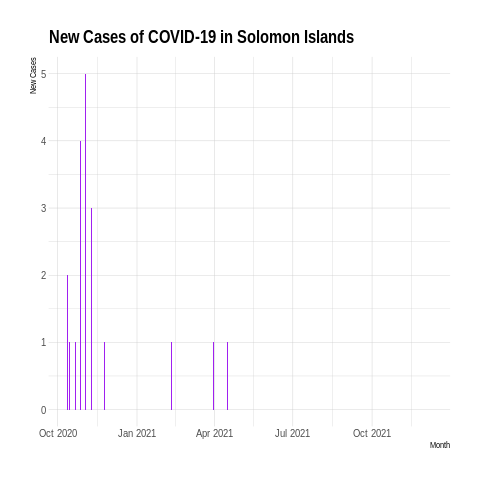 New Cases of COVID-19 in Solomon Islands
New Cases
5
4
3
2
1
0
Oct 2020 Jan 2021 Apr 2021 Jul 2021 Oct 2021
Month